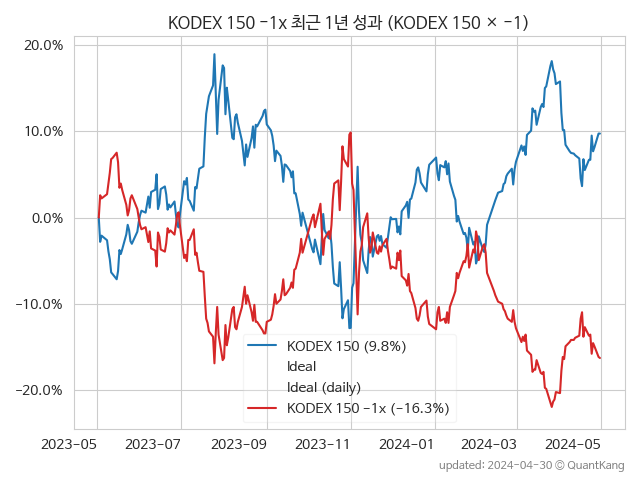 KODEX 150 −1x 최근 1년 성과 (KODEX 150 × −1)
20.0%
10.0%
0.0%
−10.0%
−20.0%
KODEX 150 (9.8%)
Ideal
Ideal (daily)
KODEX 150 −1x (−16.3%)
2023-05 2023-07 2023-09 2023-11 2024-01 2024-03 2024-05
updated: 2024-04-30 © QuantKang